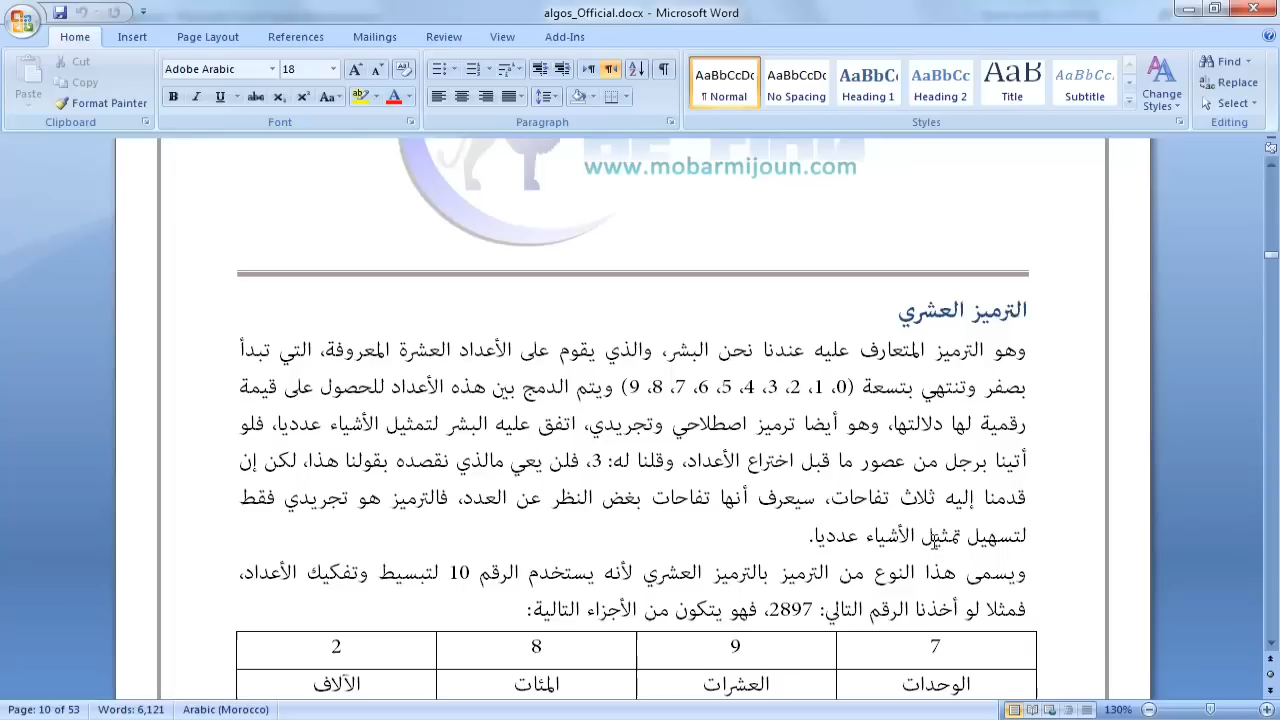 algos_Official.docx - Microsoft Word
Home Insert Page Layout References Mailings Review View Add-Ins
Paste
Cut
Copy
Format Painter
Clipboard
Adobe Arabic 18
B I U abc x₂ x² Aa
Font
Paragraph
AaBbCcDc AaBbCcDc AaBbC AaBbCc AaB AaBbCc.
¶ Normal No Spacing Heading 1 Heading 2 Title Subtitle
Change Styles
Styles
Find
Replace
Select
Editing
www.mobarmijoun.com
الترميز العشري
وهو الترميز المتعارف عليه عندنا نحن البشر، والذي يقوم على الأعداد العشرة المعروفة، التي تبدأ
بصفر وتنتهي بتسعة (0، 1، 2، 3، 4، 5، 6، 7، 8، 9) ويتم الدمج بين هذه الأعداد للحصول على قيمة
رقمية لها دلالتها، وهو أيضا ترميز اصطلاحي وتجريدي، اتفق عليه البشر لتمثيل الأشياء عدديا، فلو
أتينا برجل من عصور ما قبل اختراع الأعداد، وقلنا له: 3، فلن يعي مالذي نقصده بقولنا هذا، لكن إن
قدمنا إليه ثلاث تفاحات، سيعرف أنها تفاحات بغض النظر عن العدد، فالترميز هو تجريدي فقط
لتسهيل تمثيل الأشياء عدديا.
ويسمى هذا النوع من الترميز بالترميز العشري لأنه يستخدم الرقم 10 لتبسيط وتفكيك الأعداد،
فمثلا لو أخذنا الرقم التالي: 2897، فهو يتكون من الأجزاء التالية:
7 9 8 2
الوحدات العشرات المئات الآلاف
Page: 10 of 53 Words: 6,121 Arabic (Morocco) 130%